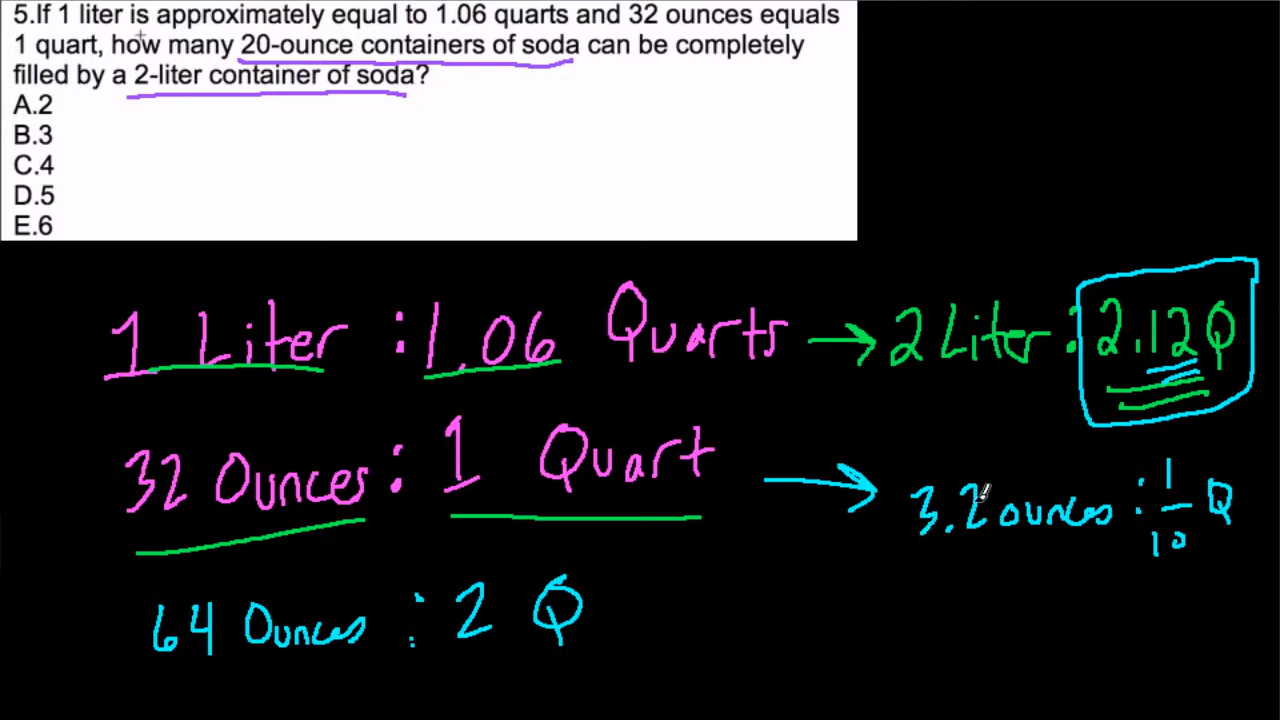 5.If 1 liter is approximately equal to 1.06 quarts and 32 ounces equals
1 quart, how many 20-ounce containers of soda can be completely
filled by a 2-liter container of soda?
A.2
B.3
C.4
D.5
E.6
1 Liter : 1.06 Quarts → 2 Liter : 2.12Q
32 Ounces : 1 Quart → 3.2 ounces : 1/10 Q
64 Ounces : 2 Q